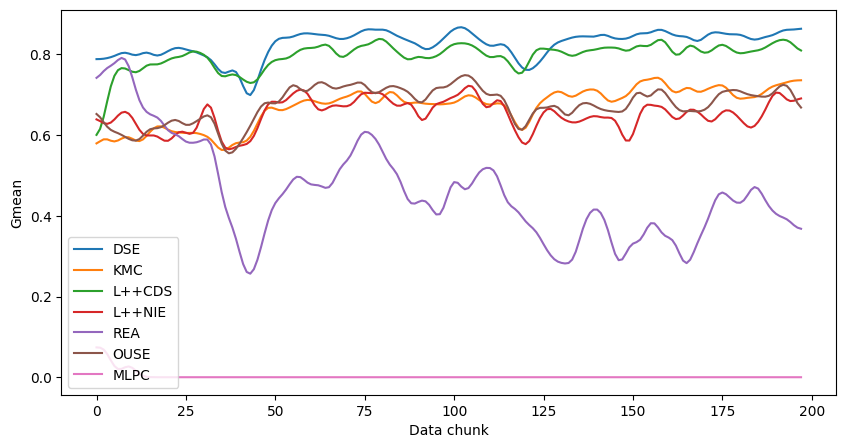 Gmean
0.8
0.6
0.4
0.2
0.0
DSE
KMC
L++CDS
L++NIE
REA
OUSE
MLPC
0 25 50 75 100 125 150 175 200
Data chunk